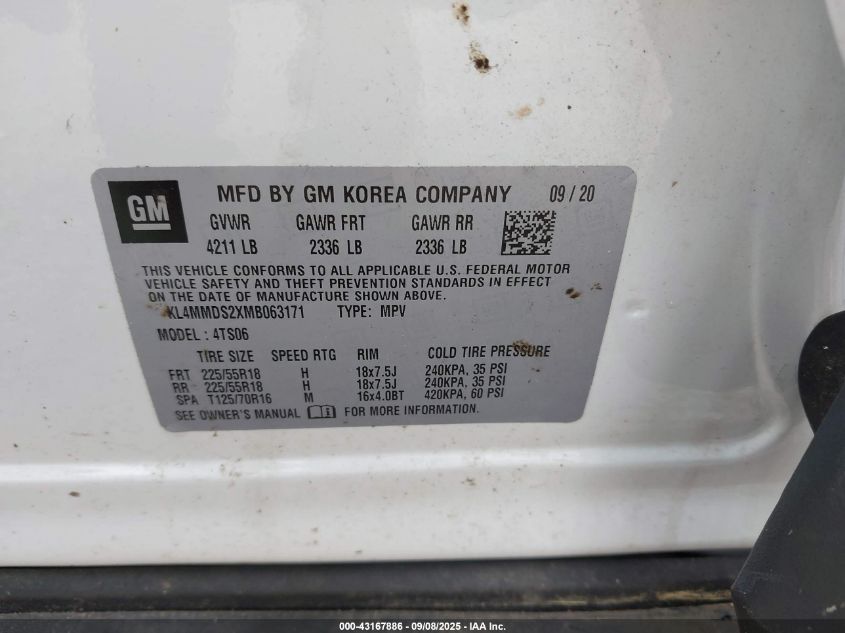 GM
MFD BY GM KOREA COMPANY 09 / 20
GVWR GAWR FRT GAWR RR
4211 LB 2336 LB 2336 LB
THIS VEHICLE CONFORMS TO ALL APPLICABLE U.S. FEDERAL MOTOR
VEHICLE SAFETY AND THEFT PREVENTION STANDARDS IN EFFECT
ON THE DATE OF MANUFACTURE SHOWN ABOVE.
KL4MMDS2XMB063171 TYPE: MPV
MODEL : 4TS06
TIRE SIZE SPEED RTG RIM COLD TIRE PRESSURE
FRT 225/55R18 H 18x7.5J 240KPA, 35 PSI
RR 225/55R18 H 18x7.5J 240KPA, 35 PSI
SPA T125/70R16 M 16x4.0BT 420KPA, 60 PSI
SEE OWNER'S MANUAL FOR MORE INFORMATION.
000-43167886 - 09/08/2025 - IAA Inc.